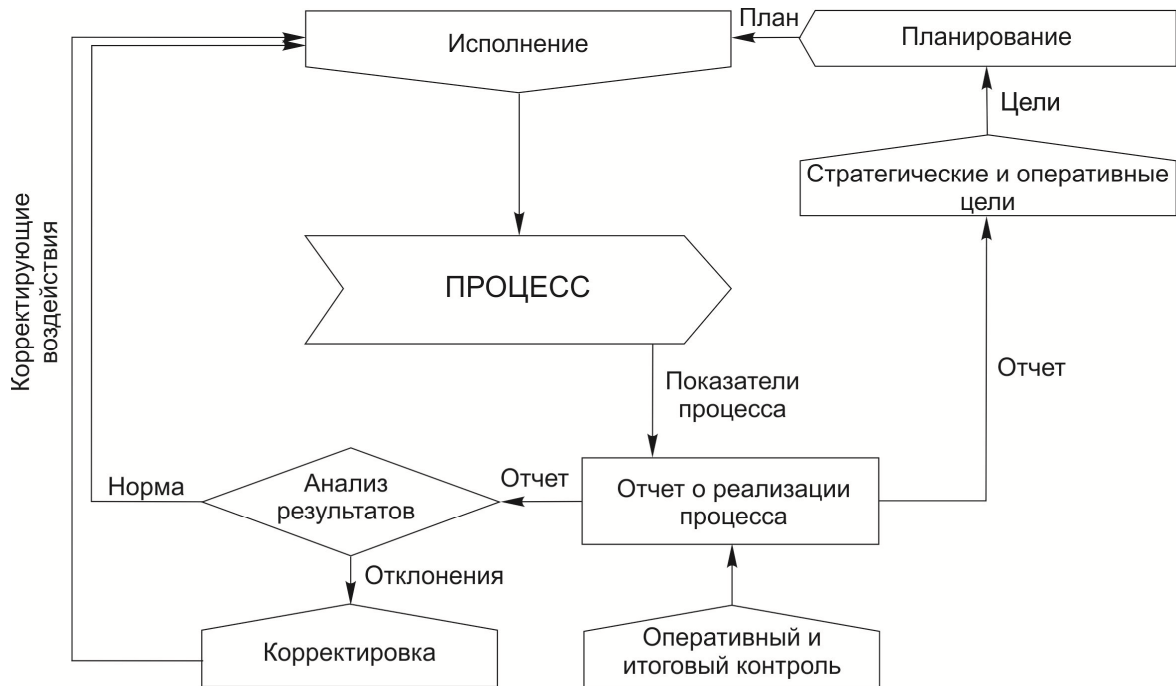 План
Исполнение
Планирование
Цели
Стратегические и оперативные
цели
Корректирующие
воздействия
ПРОЦЕСС
Показатели
процесса
Отчет
Норма
Анализ
результатов
Отчет
Отчет о реализации
процесса
Отклонения
Корректировка
Оперативный и
итоговый контроль